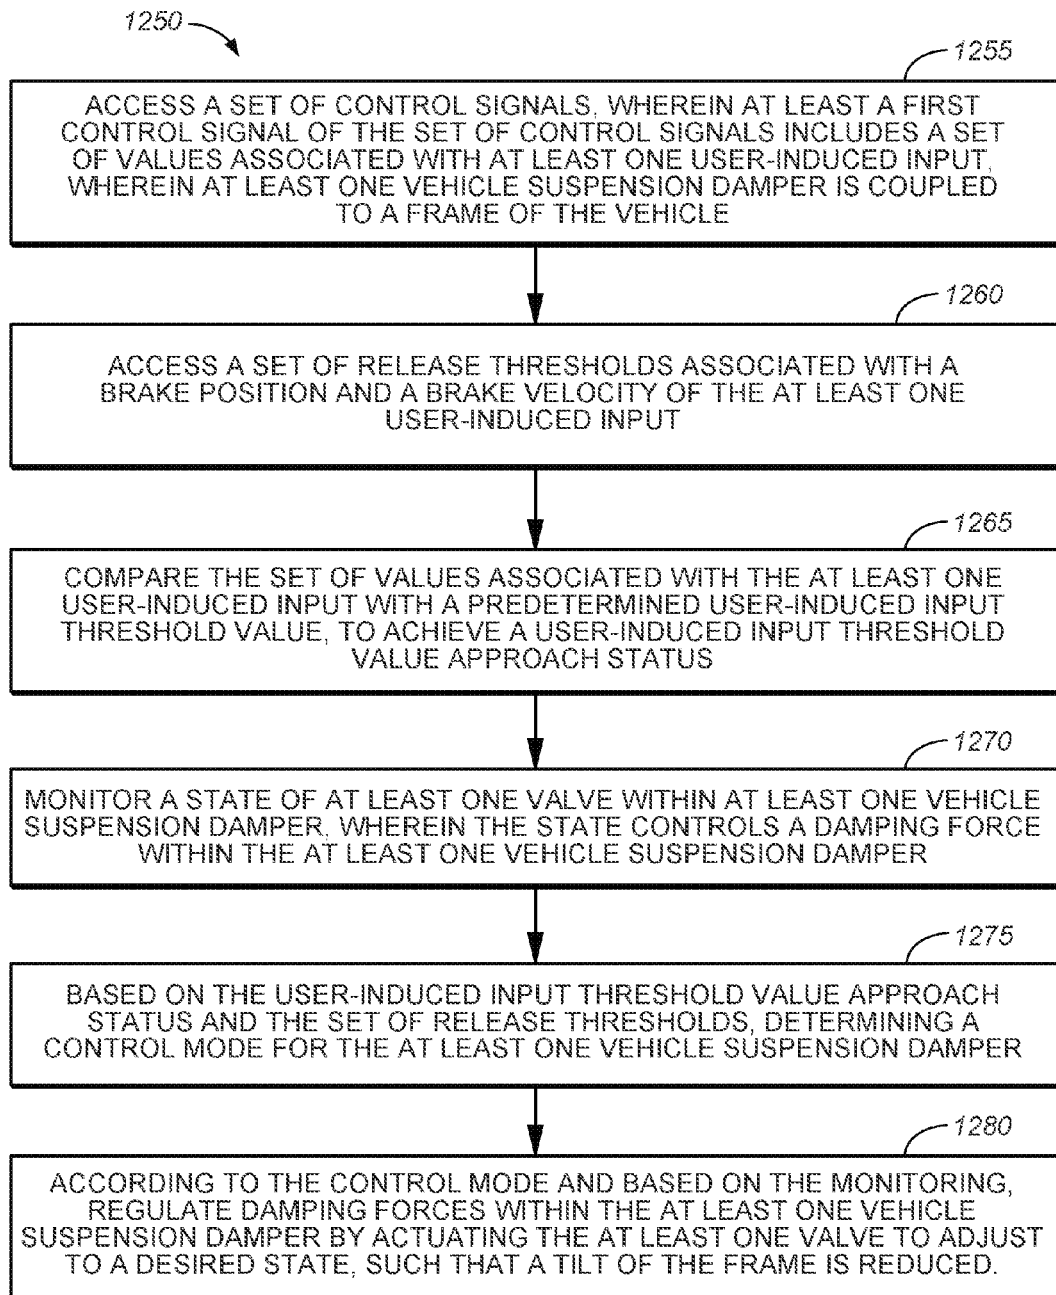 1250
1255
ACCESS A SET OF CONTROL SIGNALS, WHEREIN AT LEAST A FIRST
CONTROL SIGNAL OF THE SET OF CONTROL SIGNALS INCLUDES A SET
OF VALUES ASSOCIATED WITH AT LEAST ONE USER-INDUCED INPUT,
WHEREIN AT LEAST ONE VEHICLE SUSPENSION DAMPER IS COUPLED
TO A FRAME OF THE VEHICLE
1260
ACCESS A SET OF RELEASE THRESHOLDS ASSOCIATED WITH A
BRAKE POSITION AND A BRAKE VELOCITY OF THE AT LEAST ONE
USER-INDUCED INPUT
1265
COMPARE THE SET OF VALUES ASSOCIATED WITH THE AT LEAST ONE
USER-INDUCED INPUT WITH A PREDETERMINED USER-INDUCED INPUT
THRESHOLD VALUE, TO ACHIEVE A USER-INDUCED INPUT THRESHOLD
VALUE APPROACH STATUS
1270
MONITOR A STATE OF AT LEAST ONE VALVE WITHIN AT LEAST ONE VEHICLE
SUSPENSION DAMPER, WHEREIN THE STATE CONTROLS A DAMPING FORCE
WITHIN THE AT LEAST ONE VEHICLE SUSPENSION DAMPER
1275
BASED ON THE USER-INDUCED INPUT THRESHOLD VALUE APPROACH
STATUS AND THE SET OF RELEASE THRESHOLDS, DETERMINING A
CONTROL MODE FOR THE AT LEAST ONE VEHICLE SUSPENSION DAMPER
1280
ACCORDING TO THE CONTROL MODE AND BASED ON THE MONITORING,
REGULATE DAMPING FORCES WITHIN THE AT LEAST ONE VEHICLE
SUSPENSION DAMPER BY ACTUATING THE AT LEAST ONE VALVE TO ADJUST
TO A DESIRED STATE, SUCH THAT A TILT OF THE FRAME IS REDUCED.